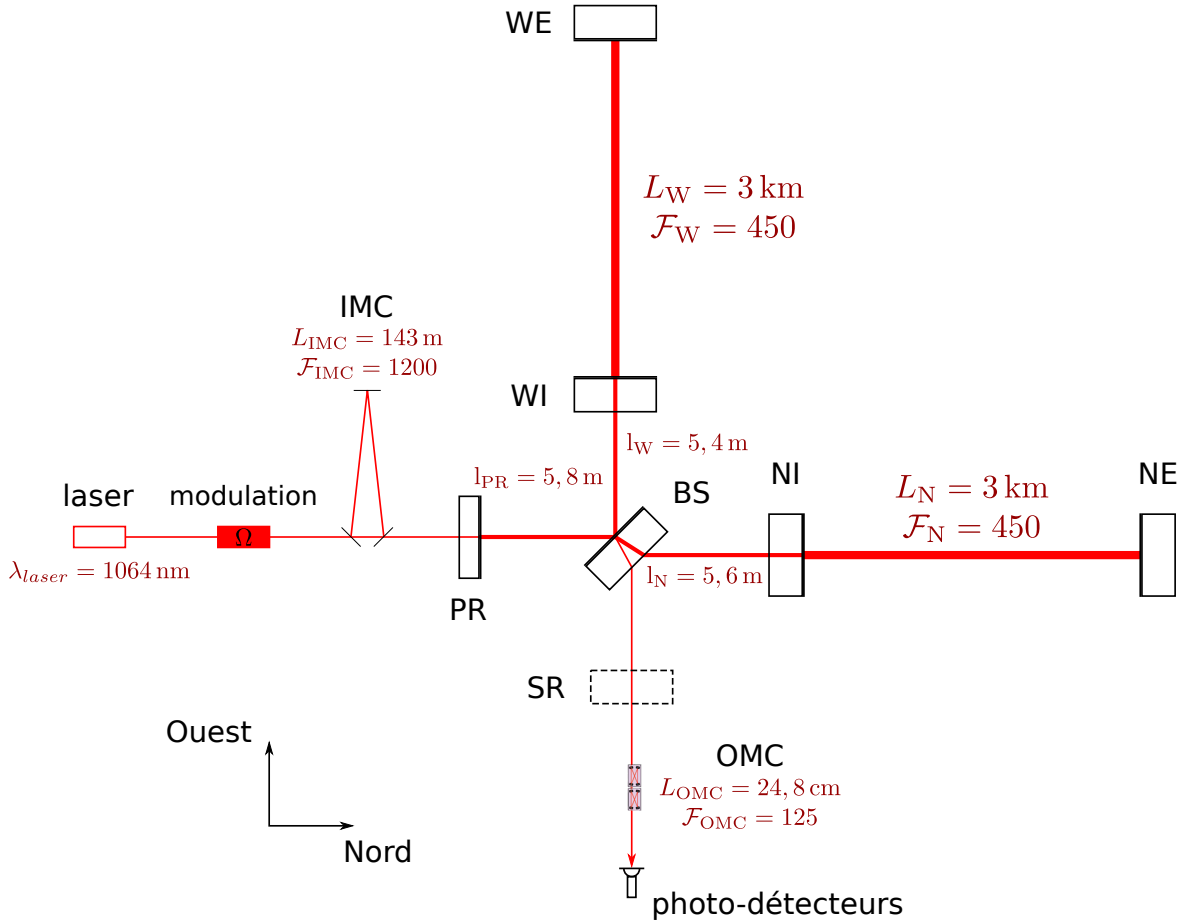 WE
L_W = 3 km
F_W = 450
IMC
L_IMC = 143 m
F_IMC = 1200
WI
l_W = 5, 4 m
l_PR = 5, 8 m
BS
NI
NE
L_N = 3 km
F_N = 450
laser
modulation
Ω
λ_laser = 1064 nm
l_N = 5, 6 m
PR
SR
Ouest
Nord
OMC
L_OMC = 24, 8 cm
F_OMC = 125
photo-détecteurs